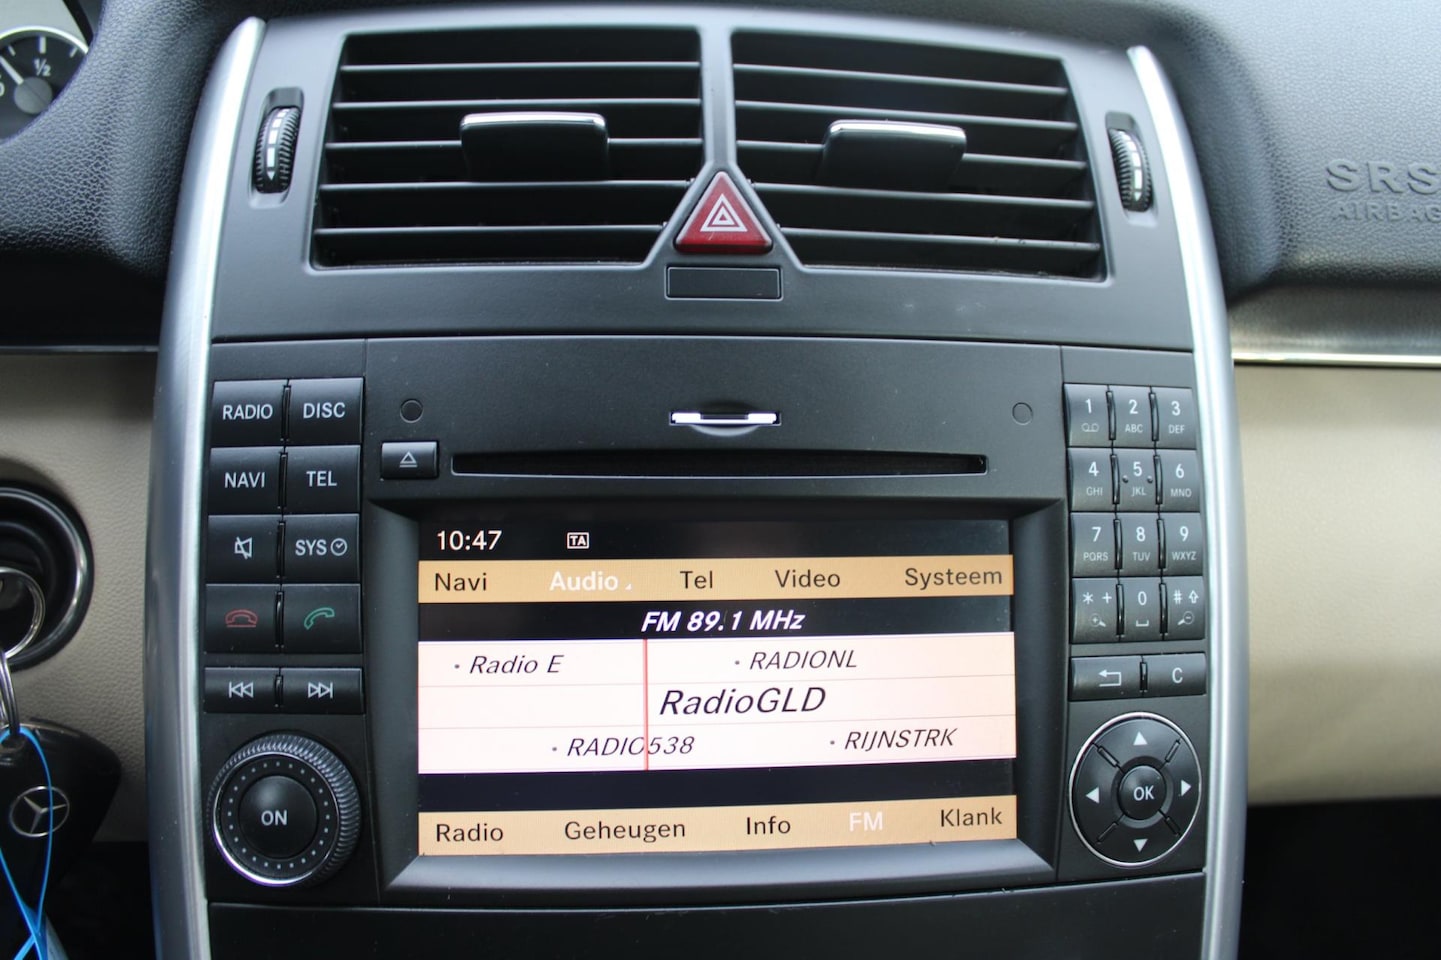 1/2
SRS
AIRBAG
RADIO DISC
NAVI TEL
SYS
ON
1 2 ABC 3 DEF
4 GHI 5 JKL 6 MNO
7 PQRS 8 TUV 9 WXYZ
* + 0 #
C
OK
10:47 TA
Navi Audio Tel Video Systeem
FM 89.1 MHz
Radio E RADIONL
RadioGLD
RADIO538 RIJNSTRK
Radio Geheugen Info FM Klank